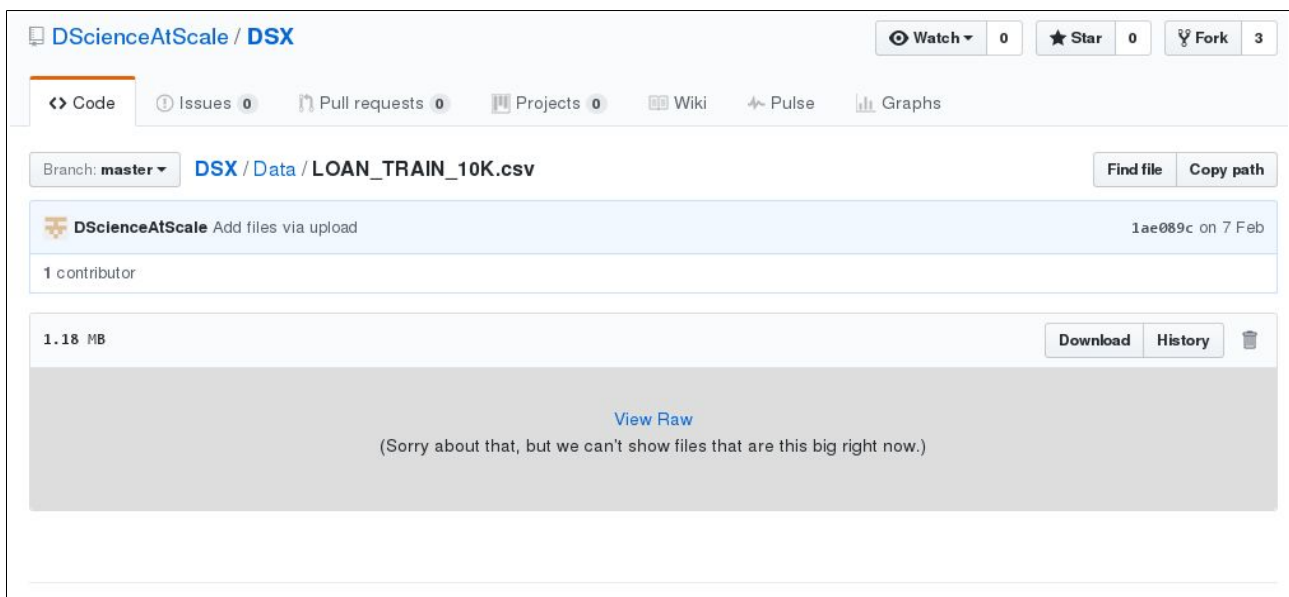 DScienceAtScale / DSX
Watch 0 Star 0 Fork 3
Code Issues 0 Pull requests 0 Projects 0 Wiki Pulse Graphs
Branch: master DSX / Data / LOAN_TRAIN_10K.csv Find file Copy path
DScienceAtScale Add files via upload 1ae089c on 7 Feb
1 contributor
1.18 MB Download History
View Raw
(Sorry about that, but we can't show files that are this big right now.)